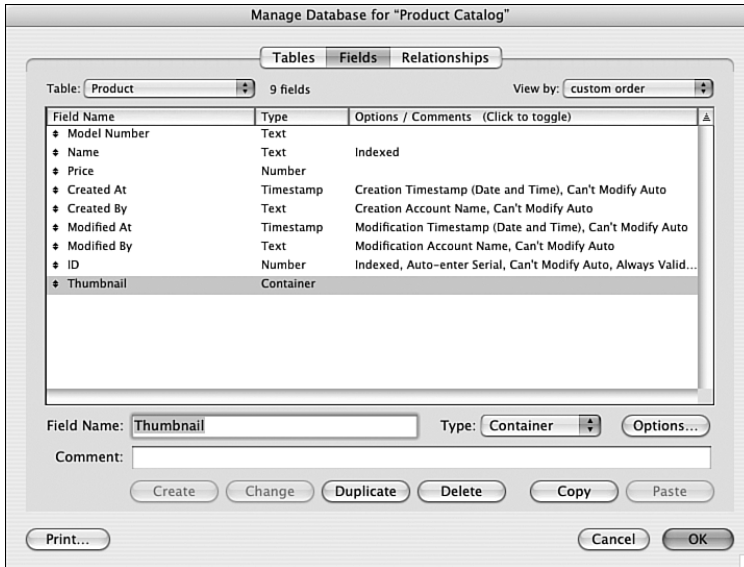 Manage Database for “Product Catalog”
Tables Fields Relationships
Table: Product 9 fields View by: custom order
Field Name Type Options / Comments (Click to toggle)
Model Number Text
Name Text Indexed
Price Number
Created At Timestamp Creation Timestamp (Date and Time), Can't Modify Auto
Created By Text Creation Account Name, Can't Modify Auto
Modified At Timestamp Modification Timestamp (Date and Time), Can't Modify Auto
Modified By Text Modification Account Name, Can't Modify Auto
ID Number Indexed, Auto-enter Serial, Can't Modify Auto, Always Valid...
Thumbnail Container
Field Name: Thumbnail Type: Container Options...
Comment:
Create Change Duplicate Delete Copy Paste
Print... Cancel OK